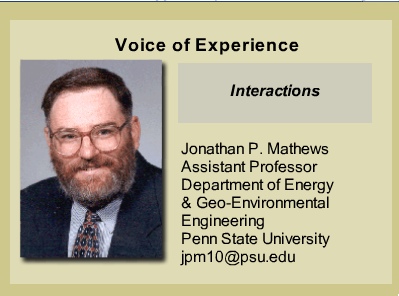 Voice of Experience
Interactions
Jonathan P. Mathews
Assistant Professor
Department of Energy
& Geo-Environmental
Engineering
Penn State University
jpm10@psu.edu